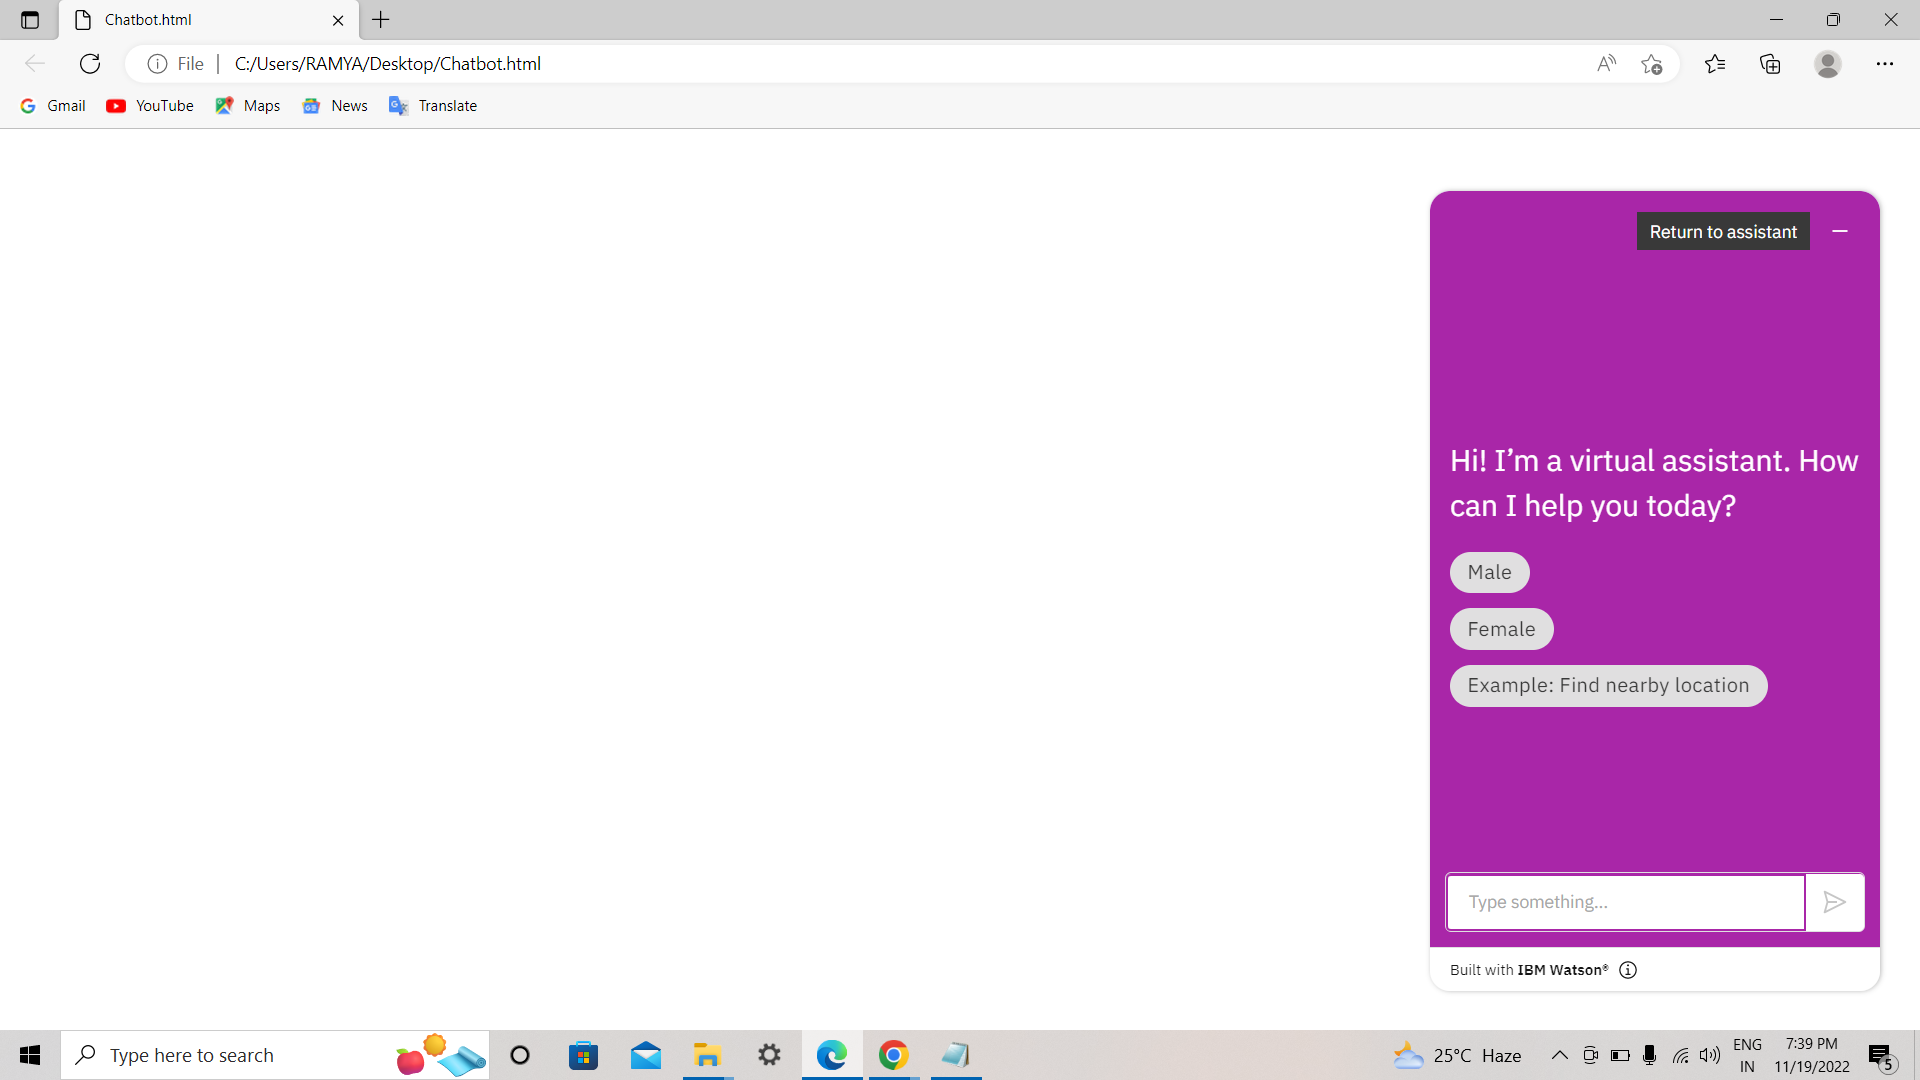 Chatbot.html
File
C:/Users/RAMYA/Desktop/Chatbot.html
Gmail
YouTube
Maps
News
Translate
Return to assistant
Hi! I’m a virtual assistant. How
can I help you today?
Male
Female
Example: Find nearby location
Type something...
Built with IBM Watson®
Type here to search
25°C Haze
ENG
IN
7:39 PM
11/19/2022
5